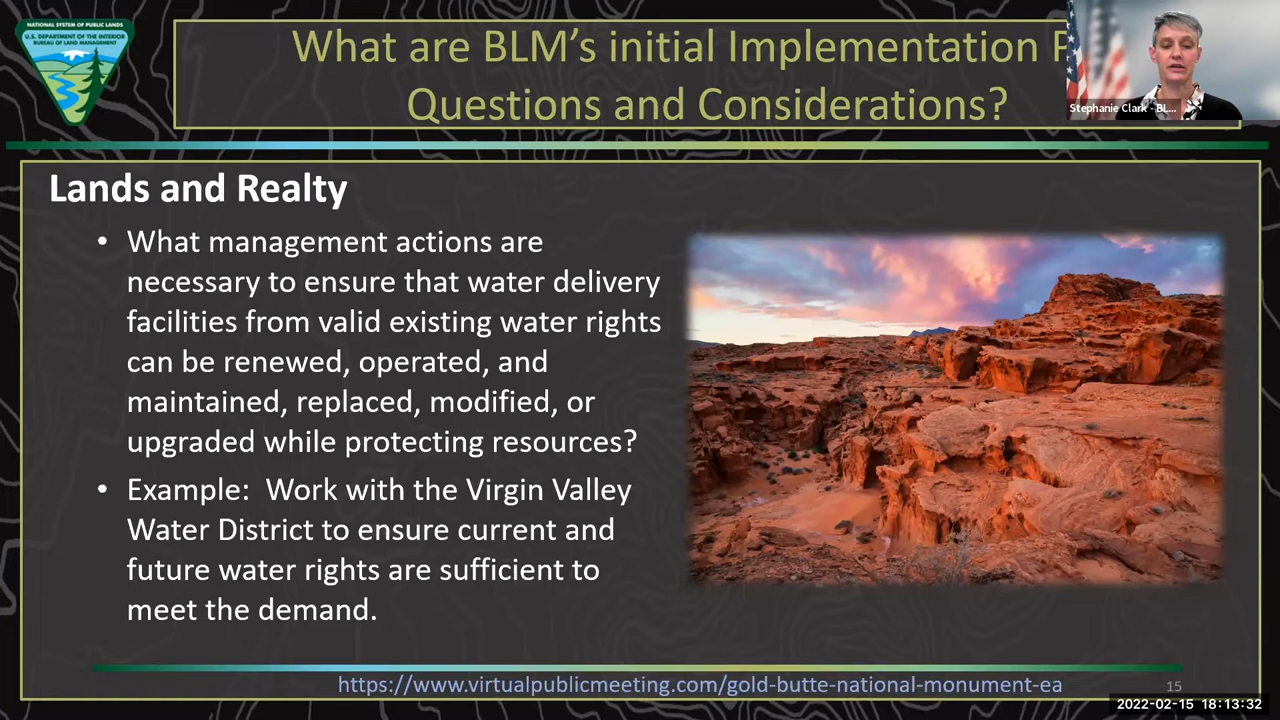 NATIONAL SYSTEM OF PUBLIC LANDS
U.S. DEPARTMENT OF THE INTERIOR
BUREAU OF LAND MANAGEMENT
What are BLM’s initial Implementation P
Questions and Considerations?
Stephanie Clark - BL...
Lands and Realty
• What management actions are
necessary to ensure that water delivery
facilities from valid existing water rights
can be renewed, operated, and
maintained, replaced, modified, or
upgraded while protecting resources?
• Example:  Work with the Virgin Valley
Water District to ensure current and
future water rights are sufficient to
meet the demand.
https://www.virtualpublicmeeting.com/gold-butte-national-monument-ea
15
2022-02-15 18:13:32